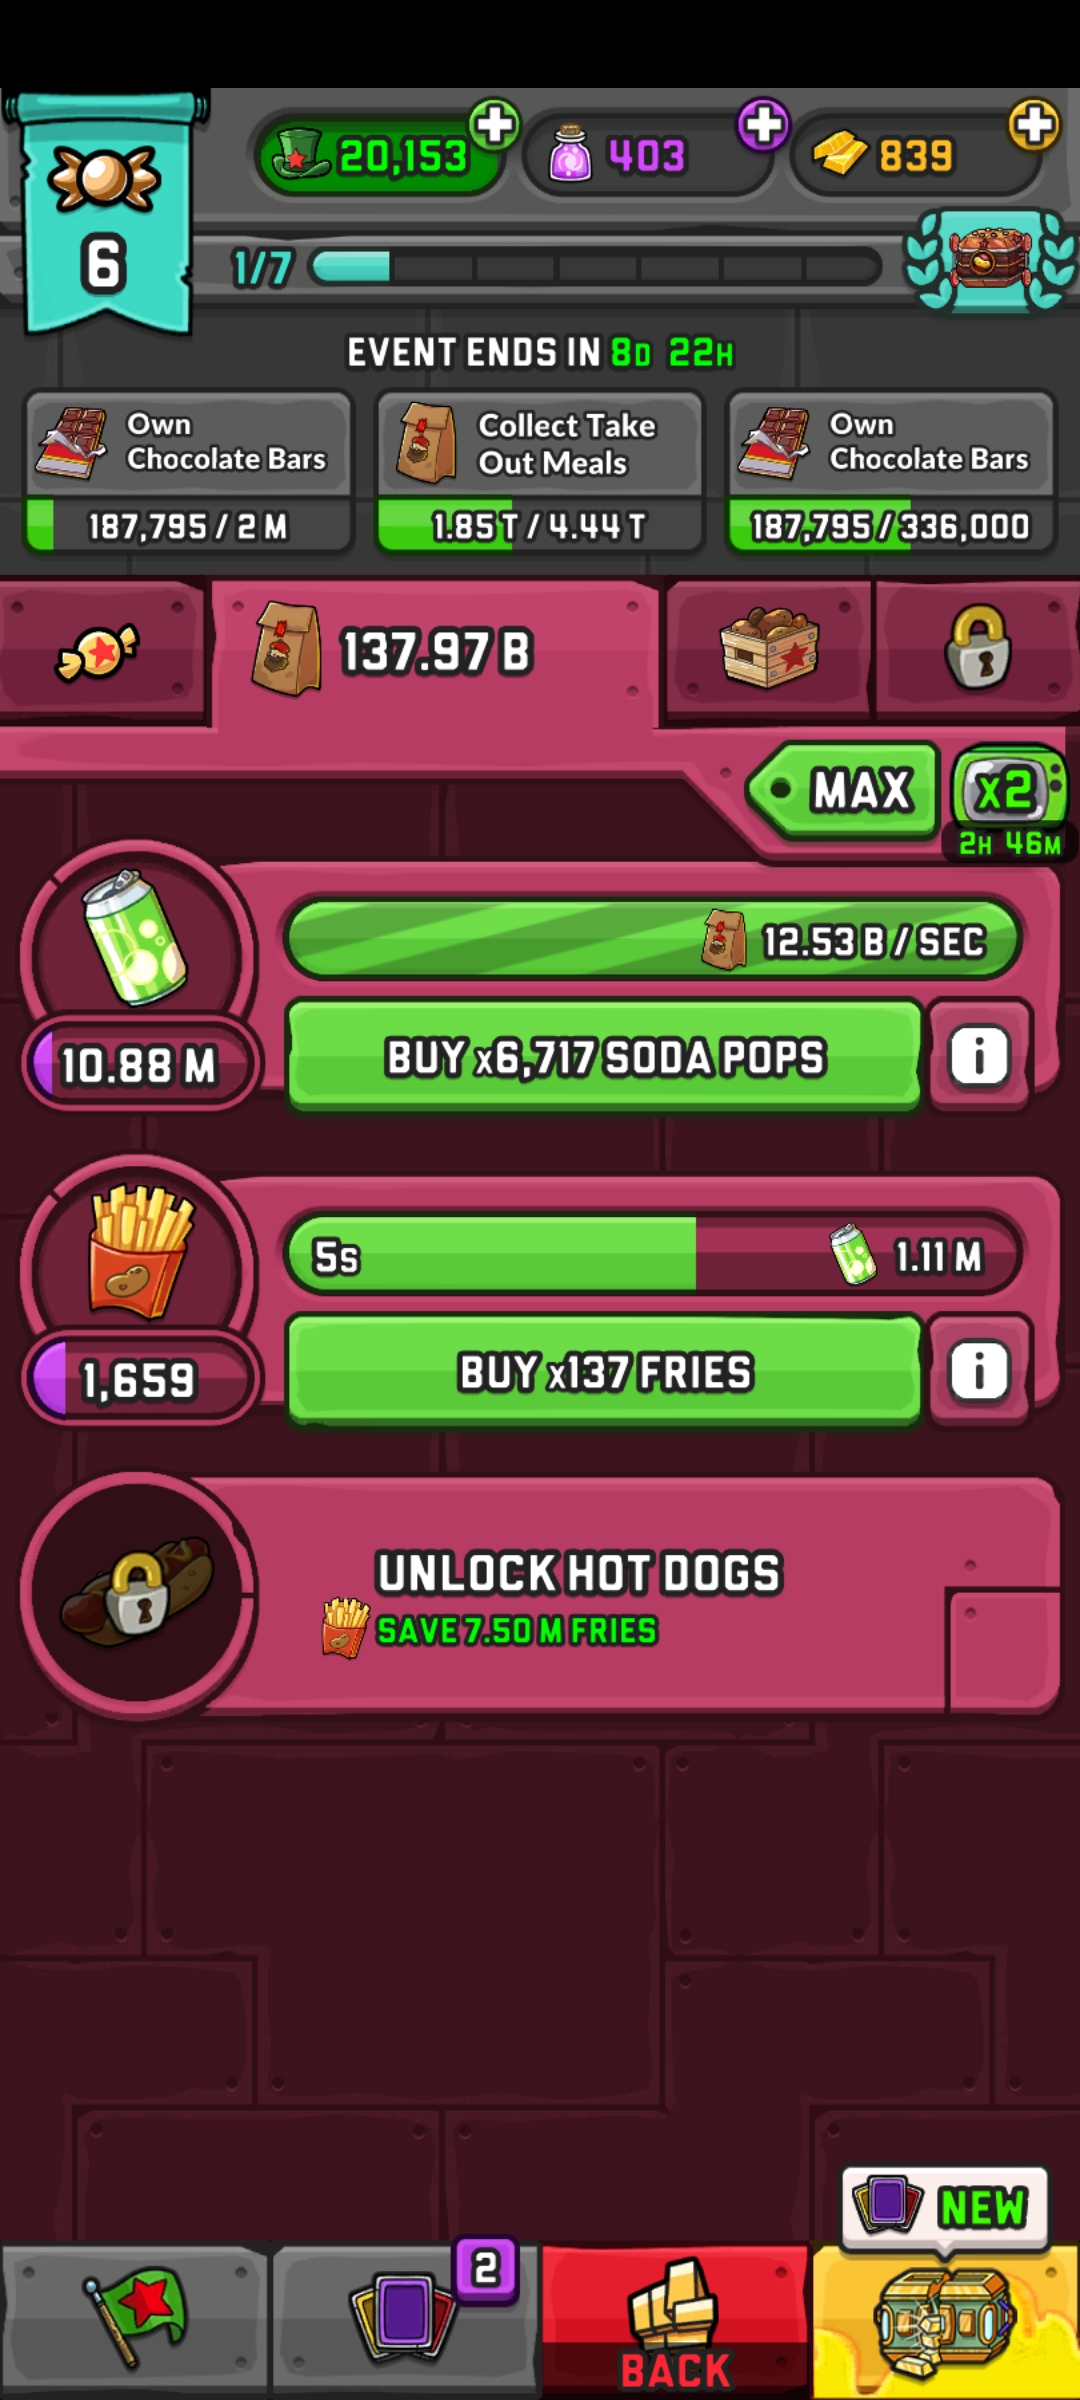 20,153
403
839
6
1/7
EVENT ENDS IN 8D 22H
Own
Chocolate Bars
187,795 / 2 M
Collect Take
Out Meals
1.85 T / 4.44 T
Own
Chocolate Bars
187,795 / 336,000
137.97 B
MAX
x2
2H 46M
12.53 B / SEC
10.88 M
BUY x6,717 SODA POPS
i
5s
1.11 M
1,659
BUY x137 FRIES
i
UNLOCK HOT DOGS
SAVE 7.50 M FRIES
NEW
2
BACK